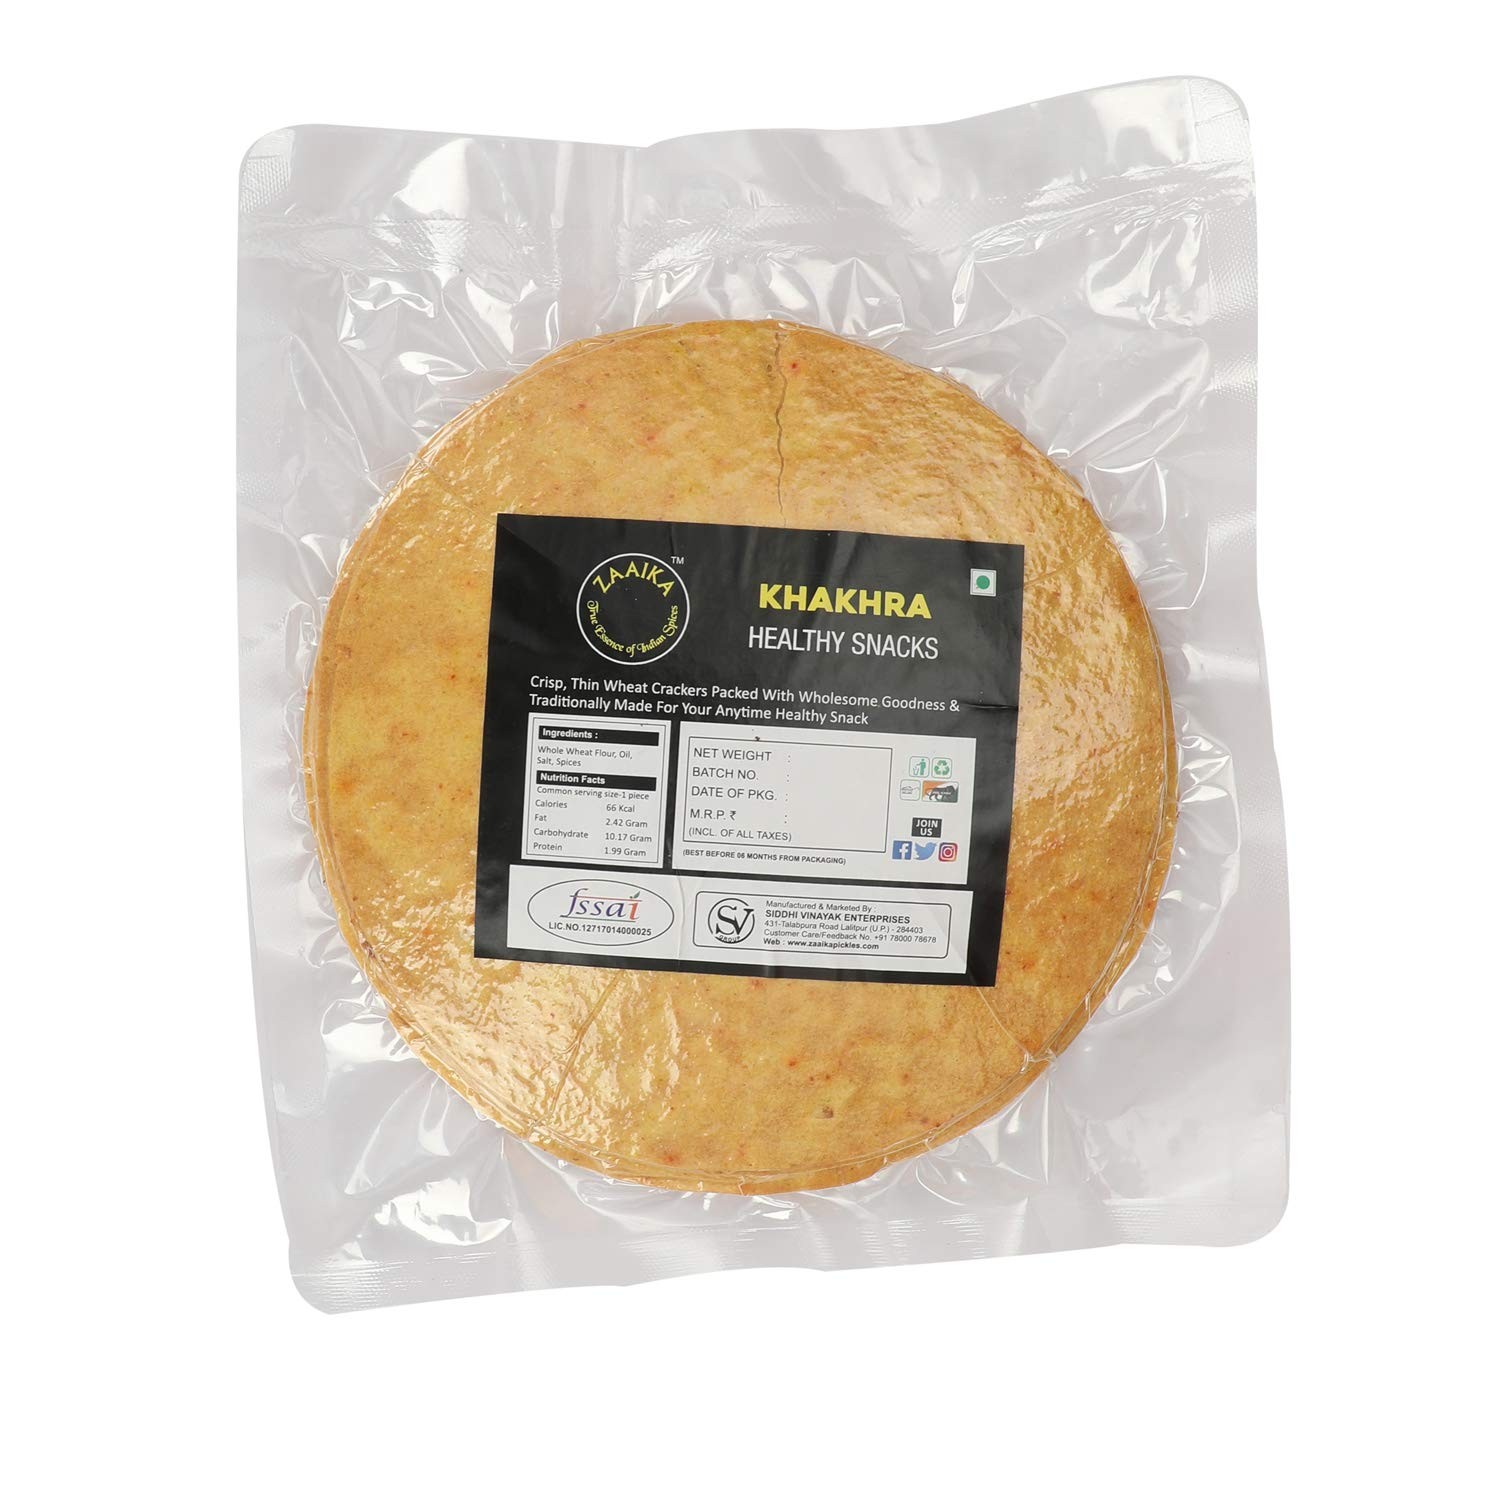 ZAAIKA
TM
True Essence of Indian Spices
KHAKHRA
HEALTHY SNACKS
Crisp, Thin Wheat Crackers Packed With Wholesome Goodness &
Traditionally Made For Your Anytime Healthy Snack
Ingredients :
Whole Wheat Flour, Oil,
Salt, Spices
Nutrition Facts
Common serving size-1 piece
Calories 66 Kcal
Fat 2.42 Gram
Carbohydrate 10.17 Gram
Protein 1.99 Gram
NET WEIGHT :
BATCH NO. :
DATE OF PKG. :
M.R.P. ₹ :
(INCL. OF ALL TAXES)
(BEST BEFORE 06 MONTHS FROM PACKAGING)
JOIN
US
fssai
LIC.NO.12717014000025
SV
GROUP
Manufactured & Marketed By :
SIDDHI VINAYAK ENTERPRISES
431-Talabpura Road Lalitpur (U.P.) - 284403
Customer Care/Feedback No. +91 78000 78678
Web : www.zaaikapickles.com